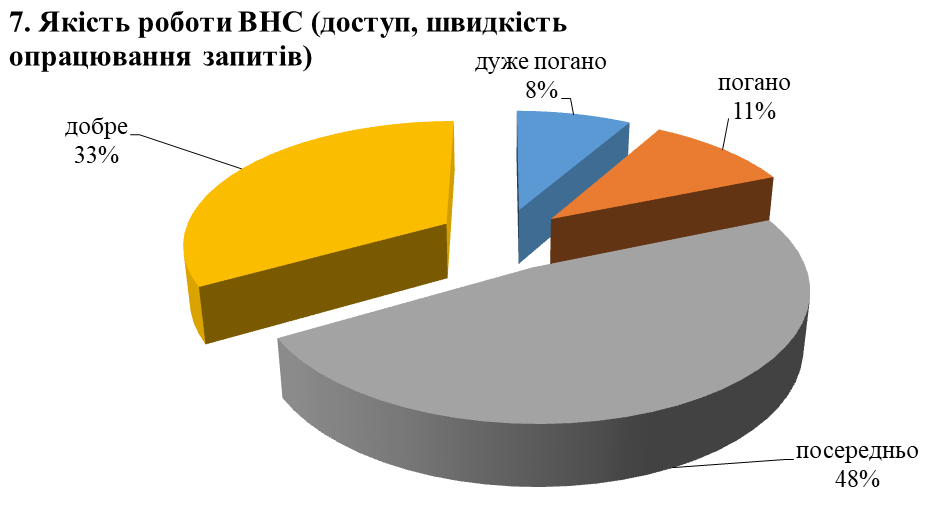 7. Якість роботи ВНС (доступ, швидкість
опрацювання запитів)
дуже погано
8%
погано
11%
добре
33%
посередньо
48%